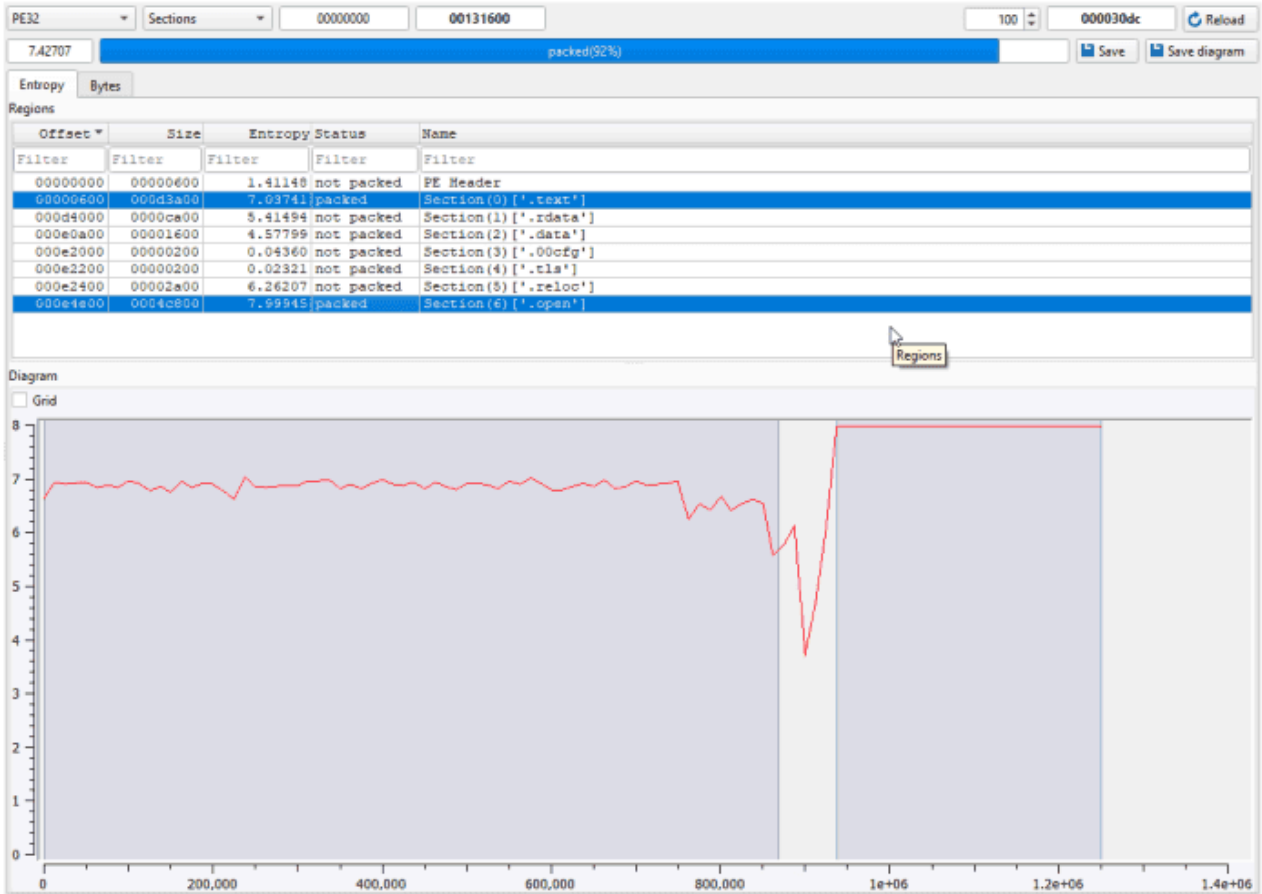 PE32 Sections 00000000 00131600 100 000030dc Reload
7.42707 packed(92%) Save Save diagram
Entropy Bytes
Regions
Offset Size Entropy Status Name
Filter Filter Filter Filter Filter
00000000 00000600 1.41148 not packed PE Header
00000600 000d3a00 7.03741 packed Section(0)['.text']
000d4000 0000ca00 5.41494 not packed Section(1)['.rdata']
000e0a00 00001600 4.57799 not packed Section(2)['.data']
000e2000 00000200 0.04360 not packed Section(3)['.00cfg']
000e2200 00000200 0.02321 not packed Section(4)['.tls']
000e2400 00002a00 6.26207 not packed Section(5)['.reloc']
000e4e00 0004c800 7.99945 packed Section(6)['.open']
Regions
Diagram
Grid
8
7
6
5
4
3
2
1
0
0 200,000 400,000 600,000 800,000 1e+06 1.2e+06 1.4e+06